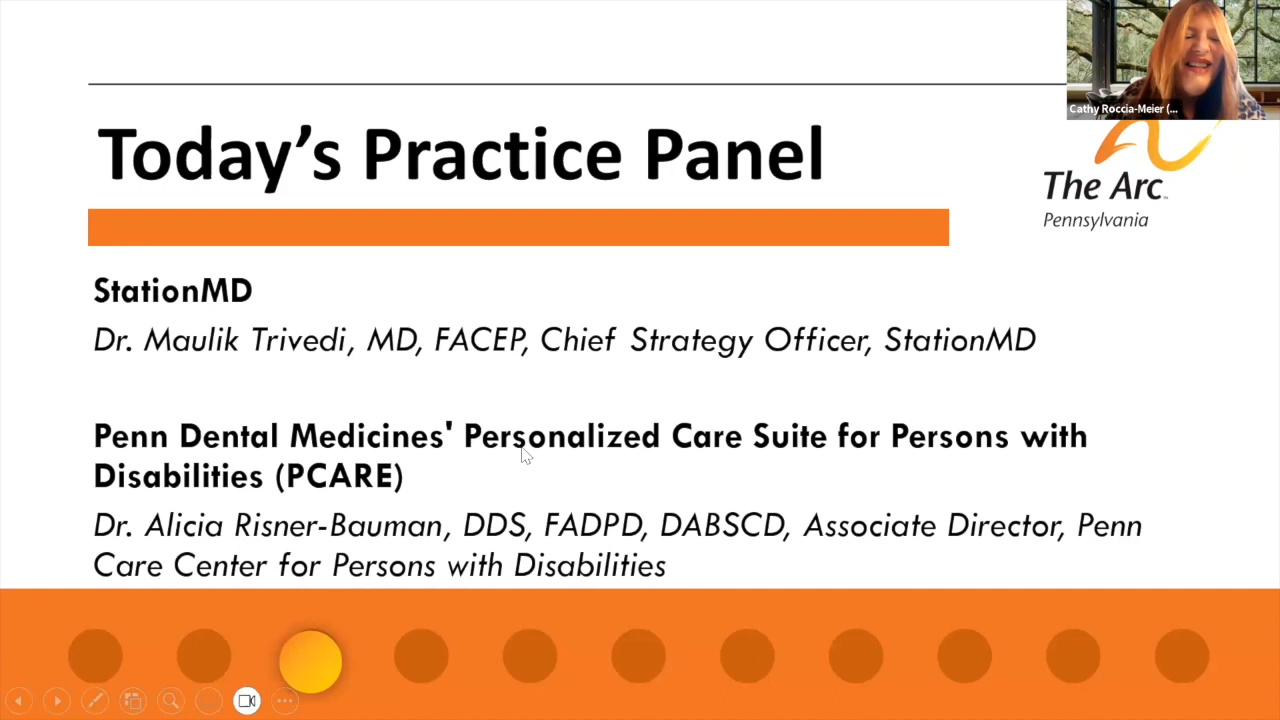 Cathy Roccia-Meier (...
Today's Practice Panel
The Arc™
Pennsylvania
StationMD
Dr. Maulik Trivedi, MD, FACEP, Chief Strategy Officer, StationMD
Penn Dental Medicines' Personalized Care Suite for Persons with
Disabilities (PCARE)
Dr. Alicia Risner-Bauman, DDS, FADPD, DABSCD, Associate Director, Penn
Care Center for Persons with Disabilities